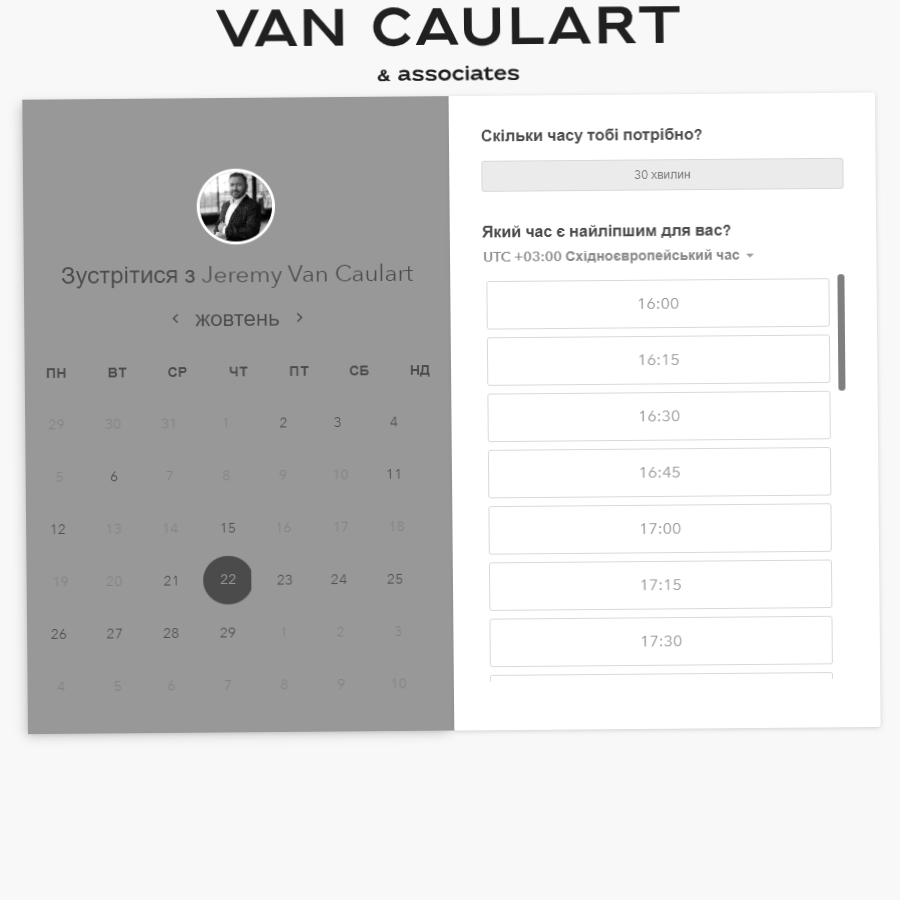 VAN CAULART
& associates
Зустрітися з Jeremy Van Caulart
жовтень
ПН ВТ СР ЧТ ПТ СБ НД
29 30 31 1 2 3 4
5 6 7 8 9 10 11
12 13 14 15 16 17 18
19 20 21 22 23 24 25
26 27 28 29 1 2 3
4 5 6 7 8 9 10
Скільки часу тобі потрібно?
30 хвилин
Який час є найліпшим для вас?
UTC +03:00 Східноєвропейський час
16:00
16:15
16:30
16:45
17:00
17:15
17:30